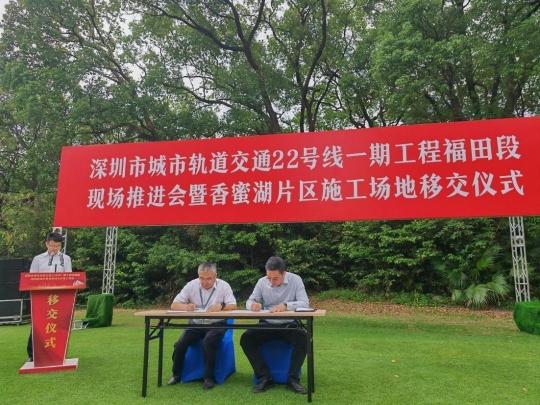 深圳市城市轨道交通22号线一期工程福田段
现场推进会暨香蜜湖片区施工场地移交仪式
移交仪式